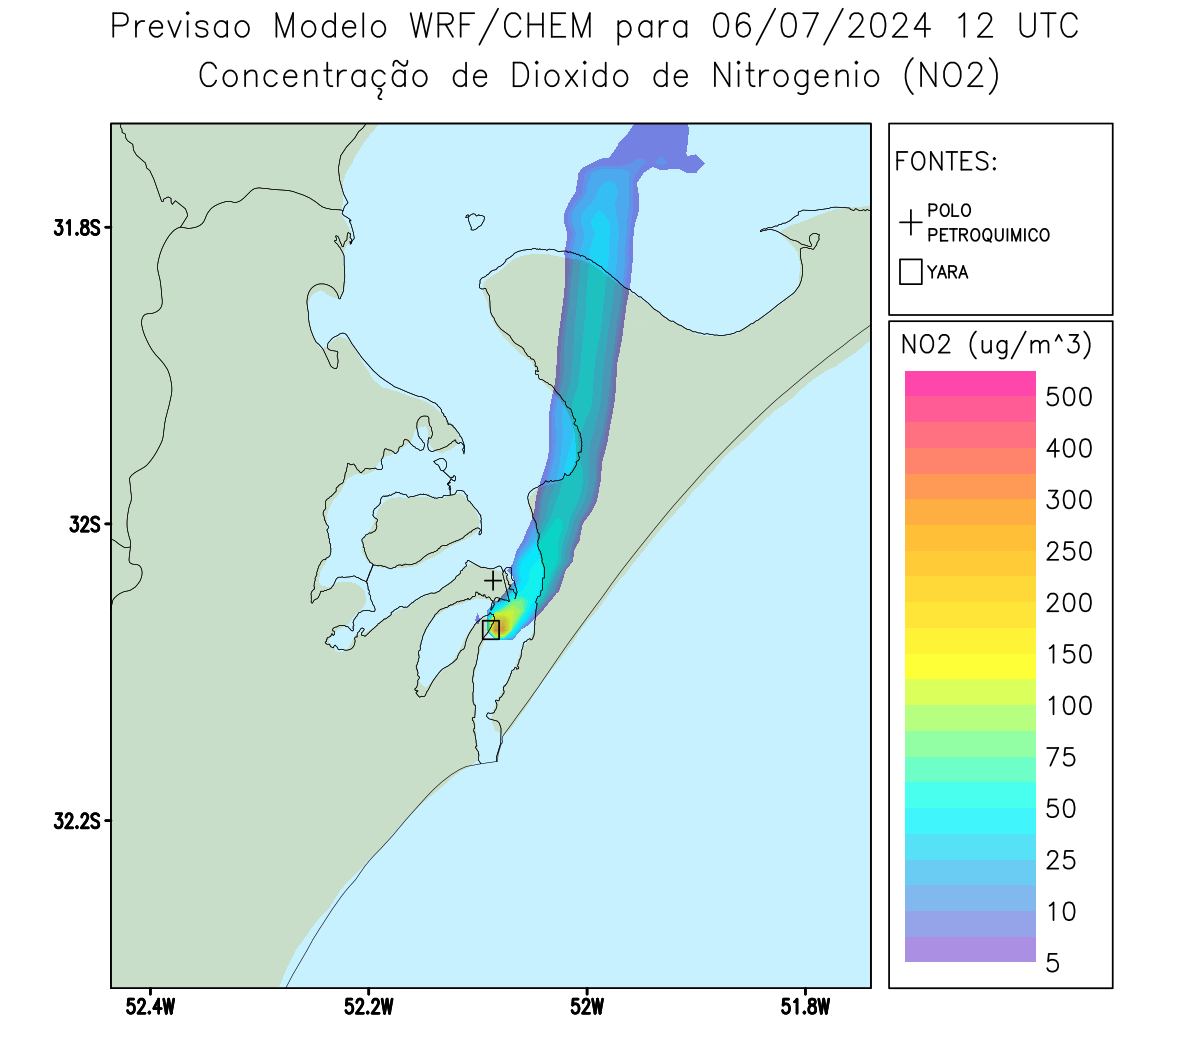 Previsao Modelo WRF/CHEM para 06/07/2024 12 UTC
Concentração de Dioxido de Nitrogenio (NO2)
FONTES:
POLO
PETROQUIMICO
YARA
31.8S
32S
32.2S
52.4W
52.2W
52W
51.8W
NO2 (ug/m^3)
500
400
300
250
200
150
100
75
50
25
10
5